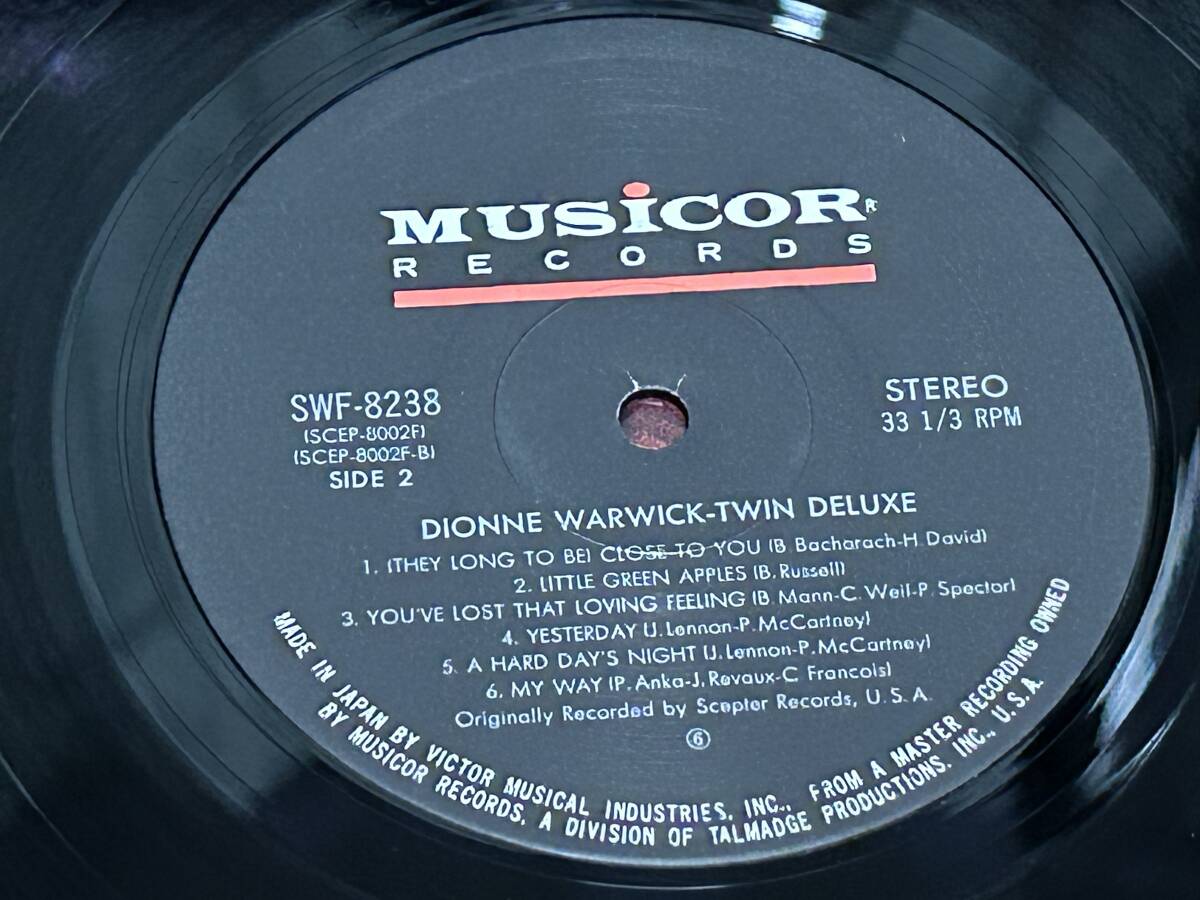 MUSiCOR
RECORDS
SWF-8238
(SCEP-8002F)
(SCEP-8002F-B)
SIDE 2
STEREO
33 1/3 RPM
DIONNE WARWICK-TWIN DELUXE
1. (THEY LONG TO BE) CLOSE TO YOU (B. Bacharach-H. David)
2. LITTLE GREEN APPLES (B. Russell)
3. YOU'VE LOST THAT LOVING FEELING (B. Mann-C. Weil-P. Spector)
4. YESTERDAY (J. Lennon-P. McCartney)
5. A HARD DAY'S NIGHT (J. Lennon-P. McCartney)
6. MY WAY (P. Anka-J. Revaux-C. Francois)
Originally Recorded by Scepter Records, U.S.A.
⑥
MADE IN JAPAN BY VICTOR MUSICAL INDUSTRIES, INC., FROM A MASTER RECORDING OWNED
BY MUSICOR RECORDS, A DIVISION OF TALMADGE PRODUCTIONS, INC., U.S.A.